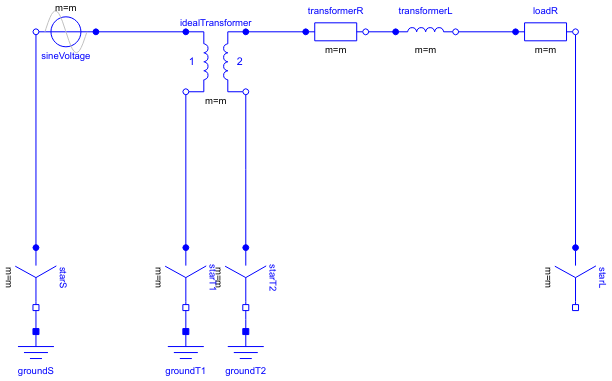 m=m
sineVoltage
idealTransformer
1
2
m=m
transformerR
m=m
transformerL
m=m
loadR
m=m
m=m
starS
m=m
starT1
m=m
starT2
m=m
starL
groundS
groundT1
groundT2